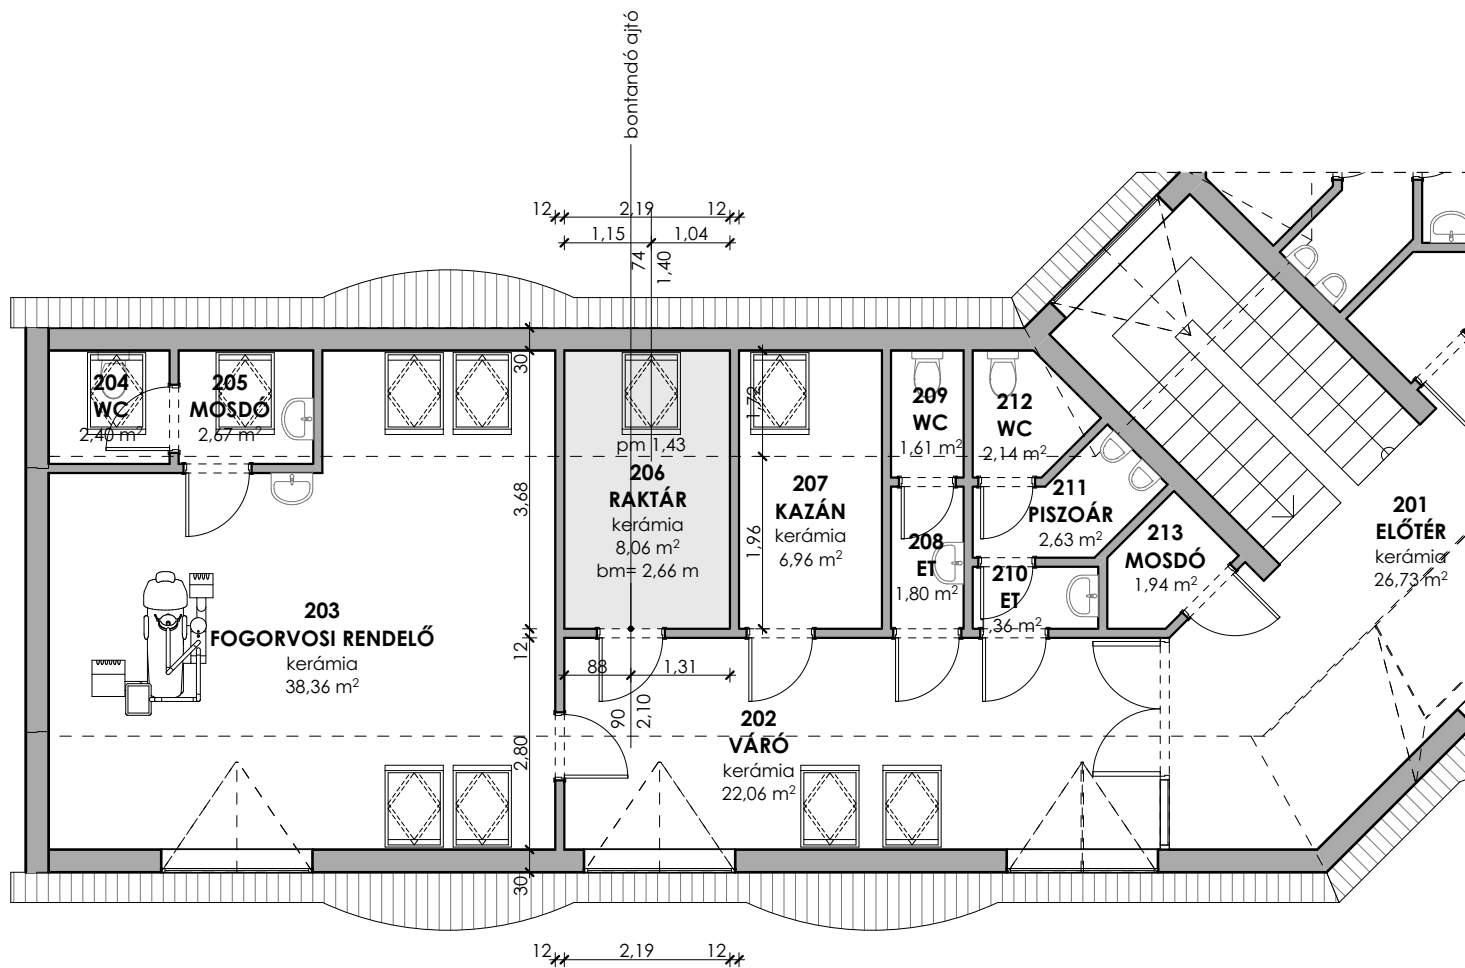 bontandó ajtó
12
2,19
12
1,15
1,04
74
1,40
30
204
WC
2,40 m²
205
MOSDÓ
2,67 m²
pm 1,43
206
RAKTÁR
kerámia
8,06 m²
bm= 2,66 m
1,72
207
KAZÁN
kerámia
6,96 m²
209
WC
1,61 m²
212
WC
2,14 m²
3,68
1,96
211
PISZOÁR
2,63 m²
208
ET
1,80 m²
210
ET
,36 m²
213
MOSDÓ
1,94 m²
201
ELŐTÉR
kerámia
26,73 m²
203
FOGORVOSI RENDELŐ
kerámia
38,36 m²
12
88
1,31
90
2,10
202
VÁRÓ
kerámia
22,06 m²
2,80
30
12
2,19
12